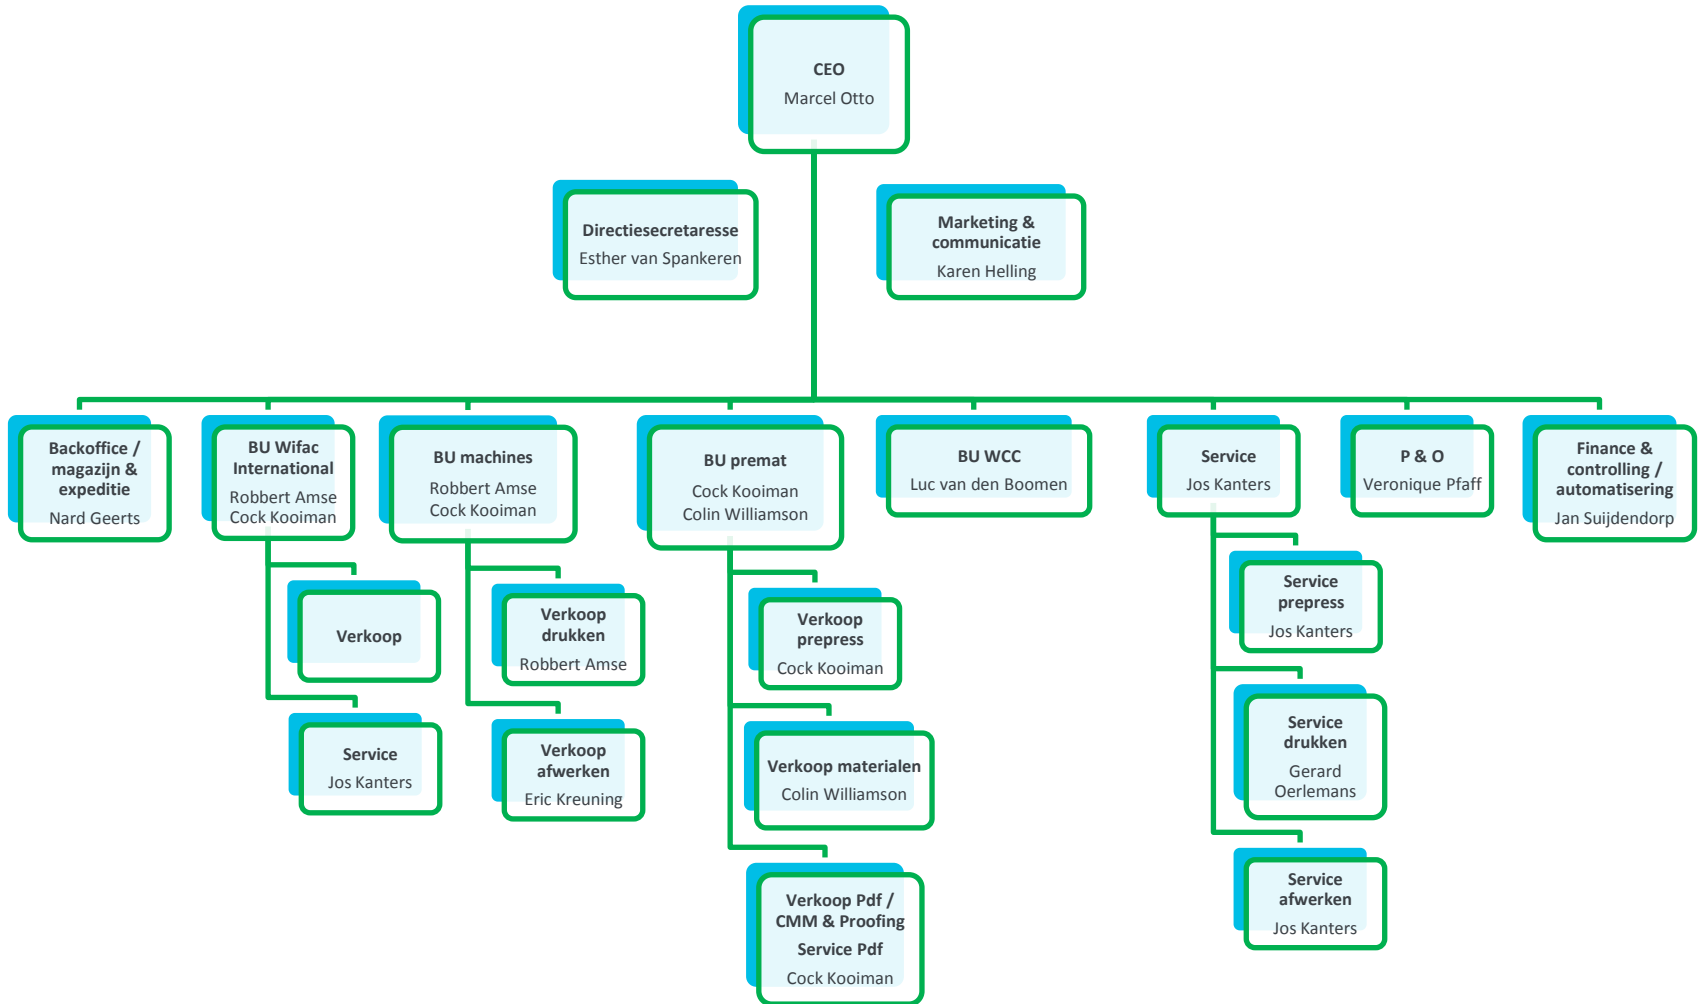 CEO
Marcel Otto
Directiesecretaresse
Esther van Spankeren
Marketing &
communicatie
Karen Helling
Backoffice /
magazijn &
expeditie
Nard Geerts
BU Wifac
International
Robbert Amse
Cock Kooiman
BU machines
Robbert Amse
Cock Kooiman
BU premat
Cock Kooiman
Colin Williamson
BU WCC
Luc van den Boomen
Service
Jos Kanters
P & O
Veronique Pfaff
Finance &
controlling /
automatisering
Jan Suijdendorp
Verkoop
Service
Jos Kanters
Verkoop
drukken
Robbert Amse
Verkoop
afwerken
Eric Kreuning
Verkoop
prepress
Cock Kooiman
Verkoop materialen
Colin Williamson
Verkoop Pdf /
CMM & Proofing
Service Pdf
Cock Kooiman
Service
prepress
Jos Kanters
Service
drukken
Gerard
Oerlemans
Service
afwerken
Jos Kanters